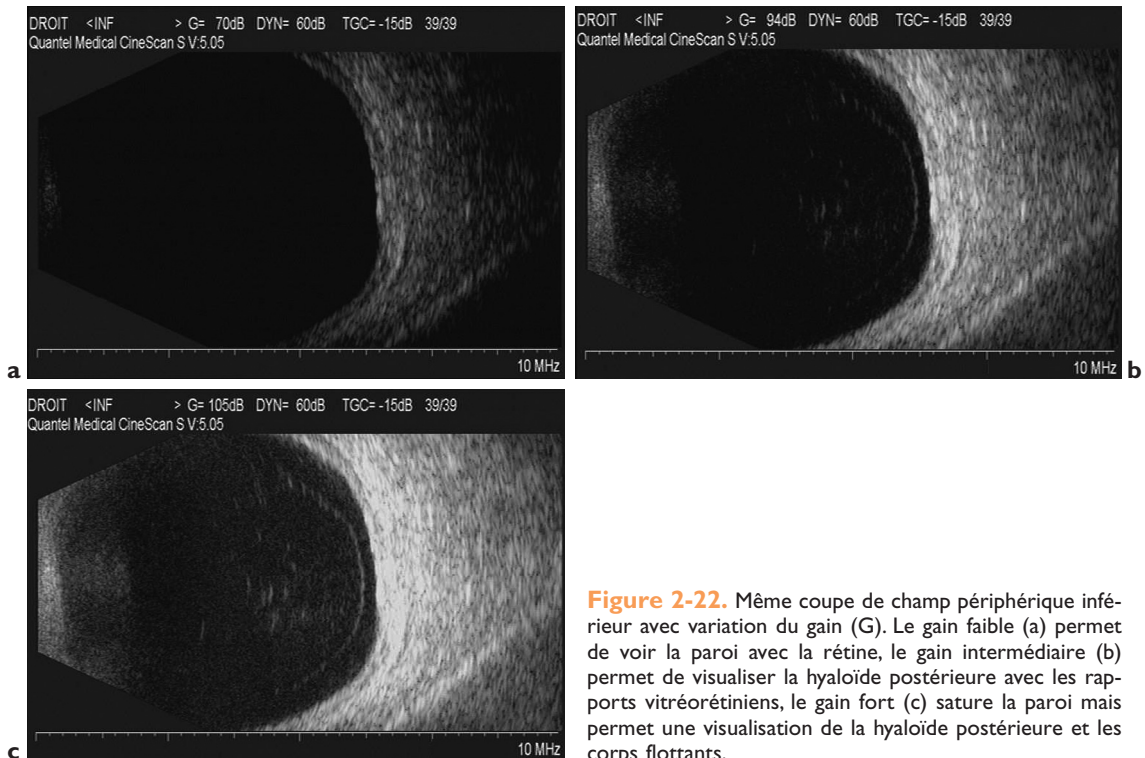 DROIT <INF > G= 70dB DYN= 60dB TGC= -15dB 39/39
Quantel Medical CineScan S V:5.05
10 MHz
a
DROIT <INF > G= 94dB DYN= 60dB TGC= -15dB 39/39
Quantel Medical CineScan S V:5.05
10 MHz
b
DROIT <INF > G= 105dB DYN= 60dB TGC= -15dB 39/39
Quantel Medical CineScan S V:5.05
10 MHz
c
Figure 2-22. Même coupe de champ périphérique infé-
rieur avec variation du gain (G). Le gain faible (a) permet
de voir la paroi avec la rétine, le gain intermédiaire (b)
permet de visualiser la hyaloïde postérieure avec les rap-
ports vitréorétiniens, le gain fort (c) sature la paroi mais
permet une visualisation de la hyaloïde postérieure et les
corps flottants.